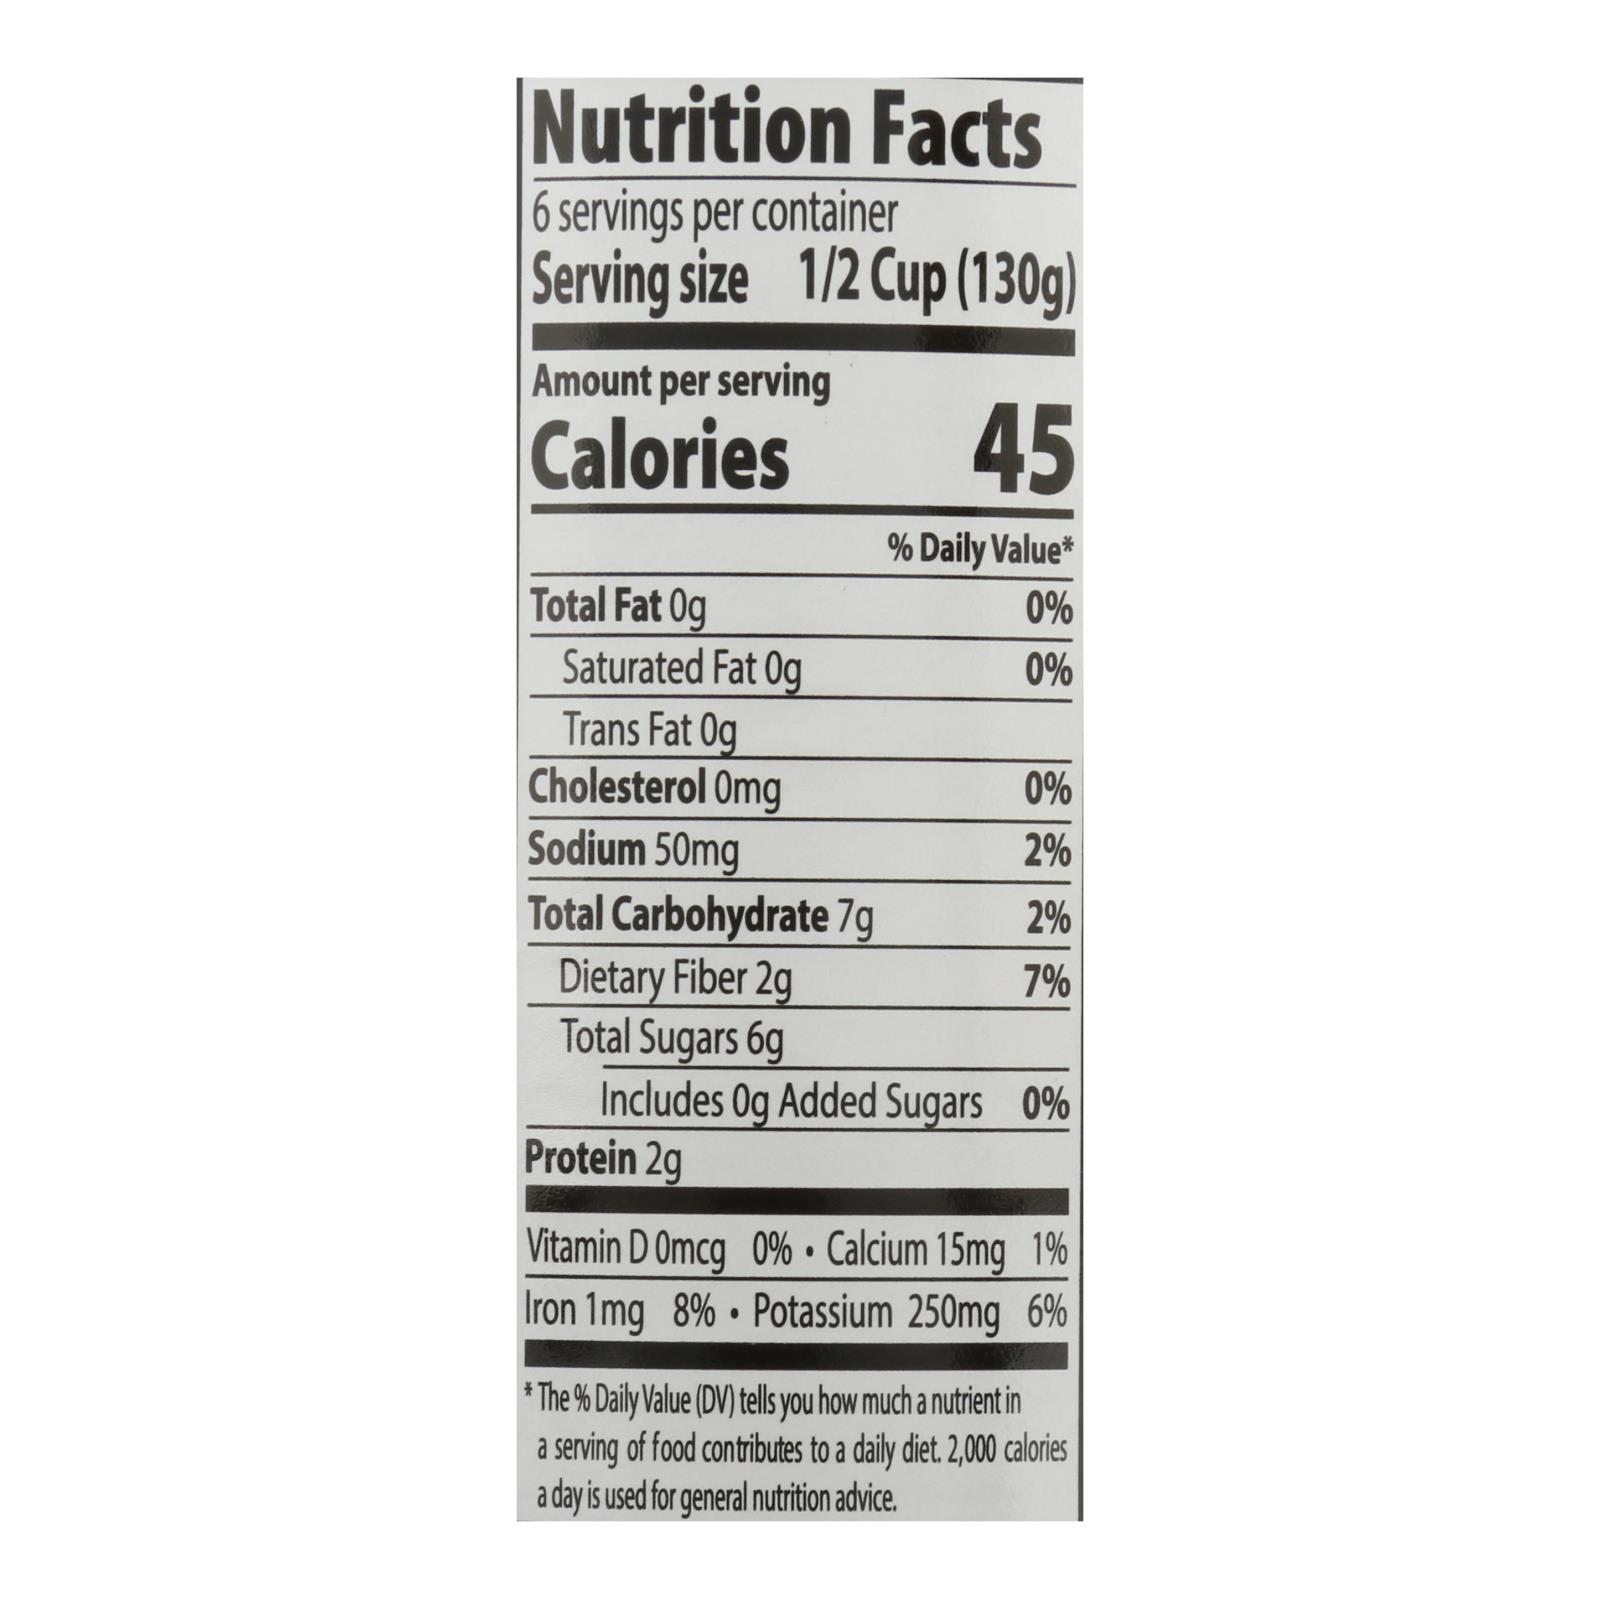 Nutrition Facts
6 servings per container
Serving size 1/2 Cup (130g)
Amount per serving
Calories 45
% Daily Value*
Total Fat 0g 0%
Saturated Fat 0g 0%
Trans Fat 0g
Cholesterol 0mg 0%
Sodium 50mg 2%
Total Carbohydrate 7g 2%
Dietary Fiber 2g 7%
Total Sugars 6g
Includes 0g Added Sugars 0%
Protein 2g
Vitamin D 0mcg 0% • Calcium 15mg 1%
Iron 1mg 8% • Potassium 250mg 6%
* The % Daily Value (DV) tells you how much a nutrient in
a serving of food contributes to a daily diet. 2,000 calories
a day is used for general nutrition advice.